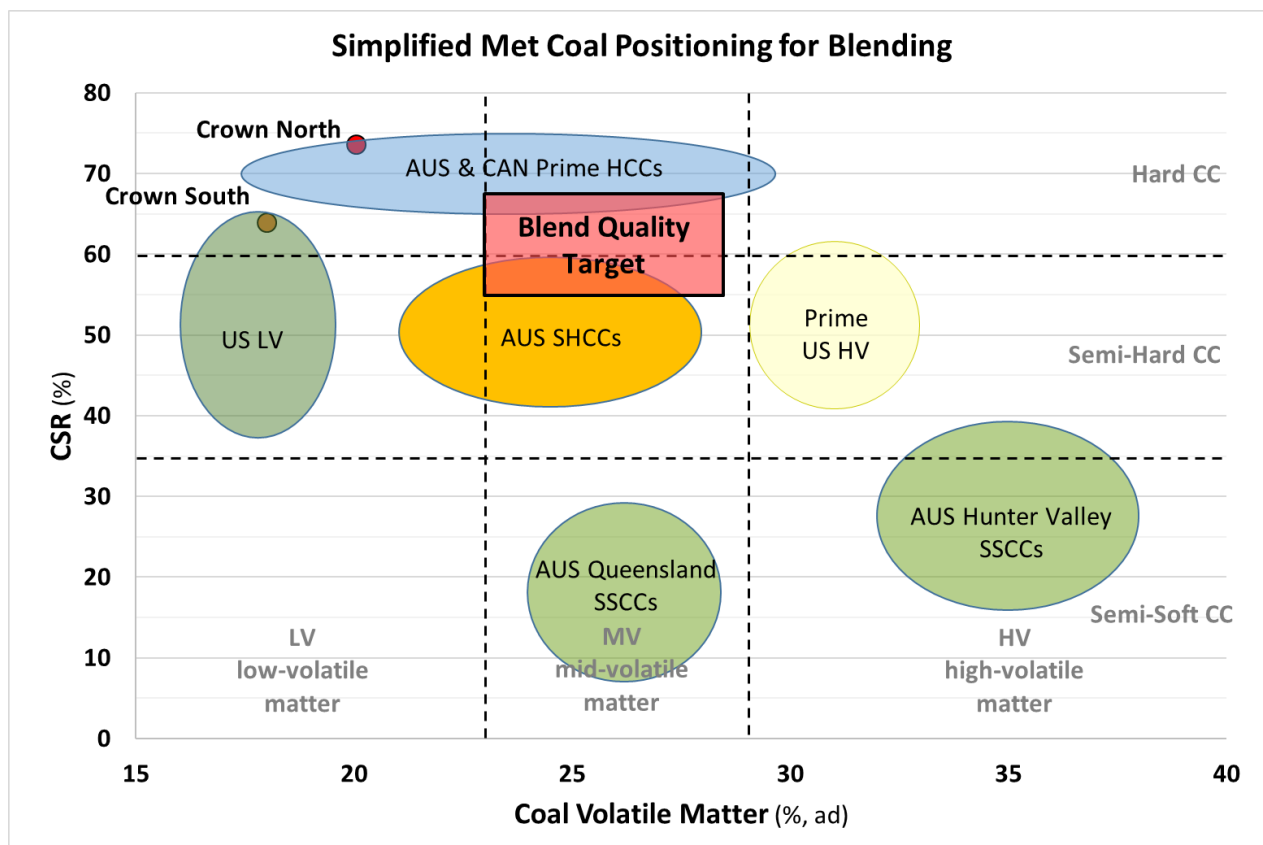 Simplified Met Coal Positioning for Blending
80
70
60
50
40
30
20
10
0
CSR (%)
Crown North
AUS & CAN Prime HCCs
Hard CC
Crown South
Blend Quality
Target
US LV
AUS SHCCs
Prime
US HV
Semi-Hard CC
AUS Hunter Valley
SSCCs
AUS Queensland
SSCCs
Semi-Soft CC
LV
low-volatile
matter
MV
mid-volatile
matter
HV
high-volatile
matter
15 20 25 30 35 40
Coal Volatile Matter (%, ad)